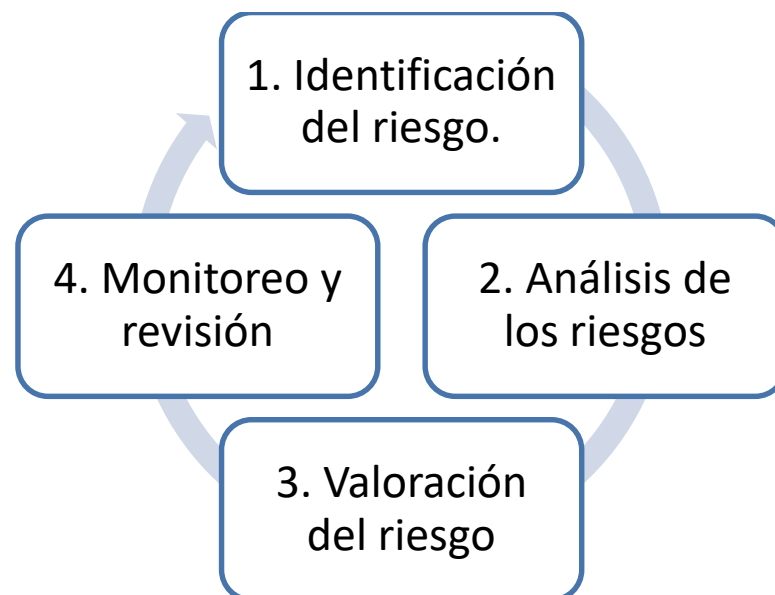 1. Identificación
del riesgo.
2. Análisis de
los riesgos
3. Valoración
del riesgo
4. Monitoreo y
revisión